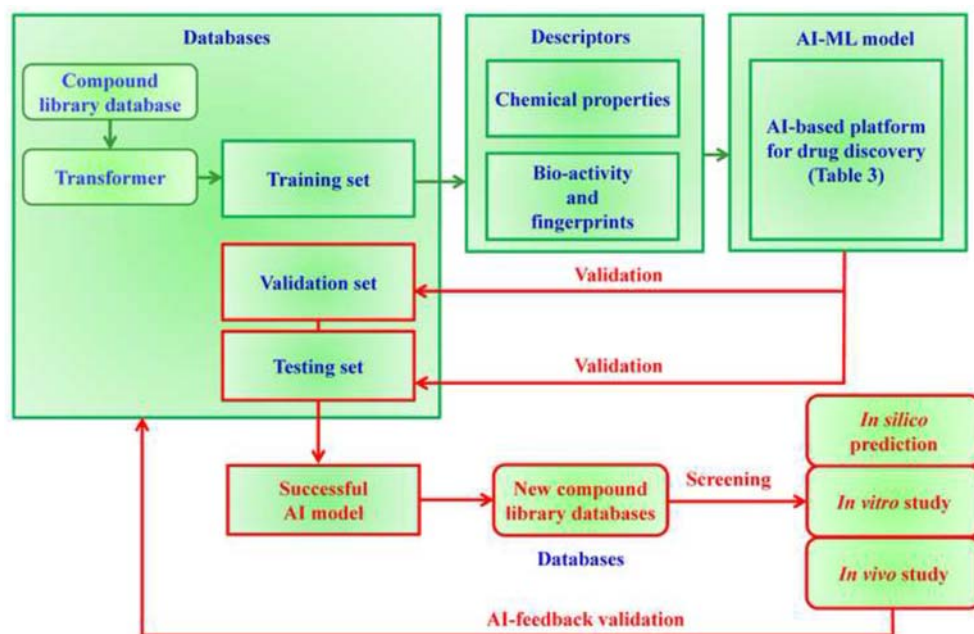 Databases
Compound
library database
Transformer
Training set
Validation set
Testing set
Descriptors
Chemical properties
Bio-activity
and
fingerprints
AI-ML model
AI-based platform
for drug discovery
(Table 3)
Validation
Validation
Successful
AI model
New compound
library databases
Databases
Screening
In silico
prediction
In vitro study
In vivo study
AI-feedback validation